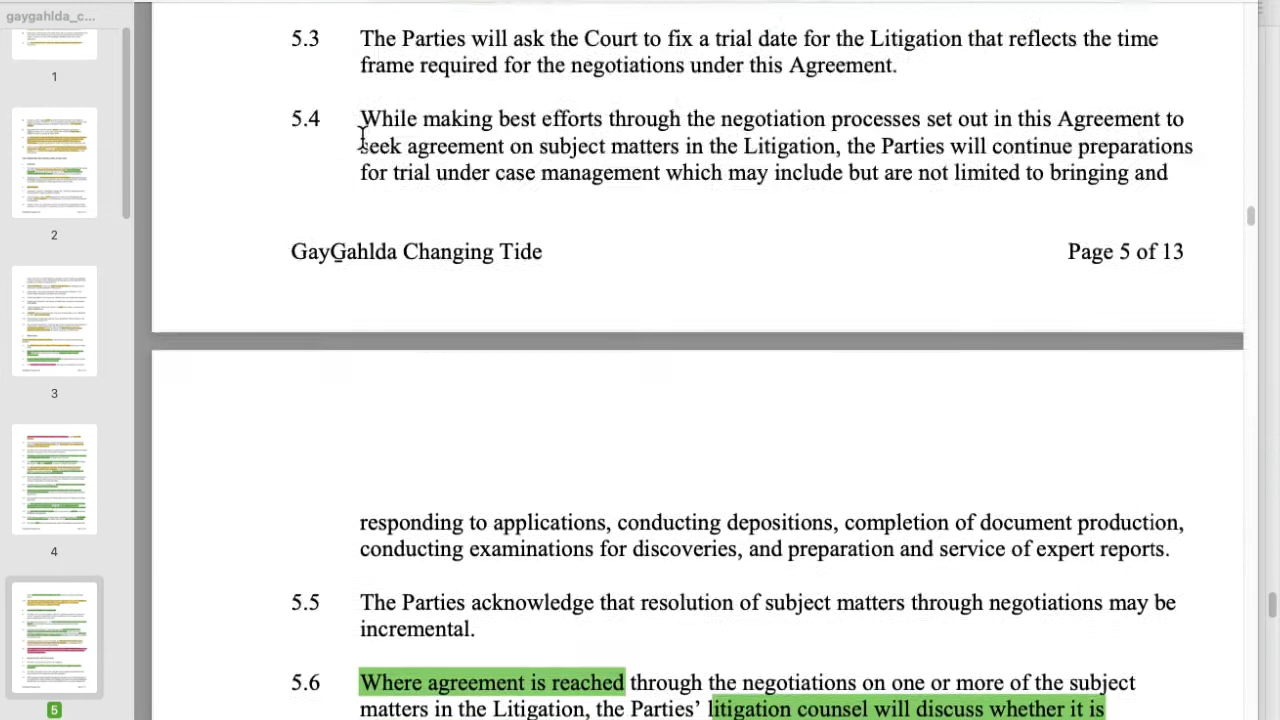 gaygahlda_c...
1
2
3
4
5
5.3 The Parties will ask the Court to fix a trial date for the Litigation that reflects the time
frame required for the negotiations under this Agreement.
5.4 While making best efforts through the negotiation processes set out in this Agreement to
seek agreement on subject matters in the Litigation, the Parties will continue preparations
for trial under case management which may include but are not limited to bringing and
GayG̲ahlda Changing Tide Page 5 of 13
responding to applications, conducting depositions, completion of document production,
conducting examinations for discoveries, and preparation and service of expert reports.
5.5 The Parties acknowledge that resolution of subject matters through negotiations may be
incremental.
5.6 Where agreement is reached through the negotiations on one or more of the subject
matters in the Litigation, the Parties' litigation counsel will discuss whether it is